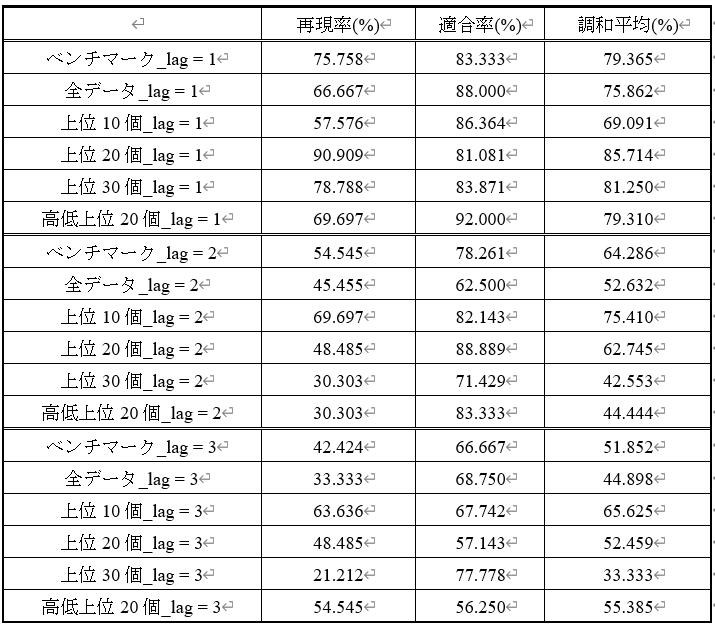 再現率(%) 適合率(%) 調和平均(%)
ベンチマーク_lag = 1 75.758 83.333 79.365
全データ_lag = 1 66.667 88.000 75.862
上位 10 個_lag = 1 57.576 86.364 69.091
上位 20 個_lag = 1 90.909 81.081 85.714
上位 30 個_lag = 1 78.788 83.871 81.250
高低上位 20 個_lag = 1 69.697 92.000 79.310
ベンチマーク_lag = 2 54.545 78.261 64.286
全データ_lag = 2 45.455 62.500 52.632
上位 10 個_lag = 2 69.697 82.143 75.410
上位 20 個_lag = 2 48.485 88.889 62.745
上位 30 個_lag = 2 30.303 71.429 42.553
高低上位 20 個_lag = 2 30.303 83.333 44.444
ベンチマーク_lag = 3 42.424 66.667 51.852
全データ_lag = 3 33.333 68.750 44.898
上位 10 個_lag = 3 63.636 67.742 65.625
上位 20 個_lag = 3 48.485 57.143 52.459
上位 30 個_lag = 3 21.212 77.778 33.333
高低上位 20 個_lag = 3 54.545 56.250 55.385